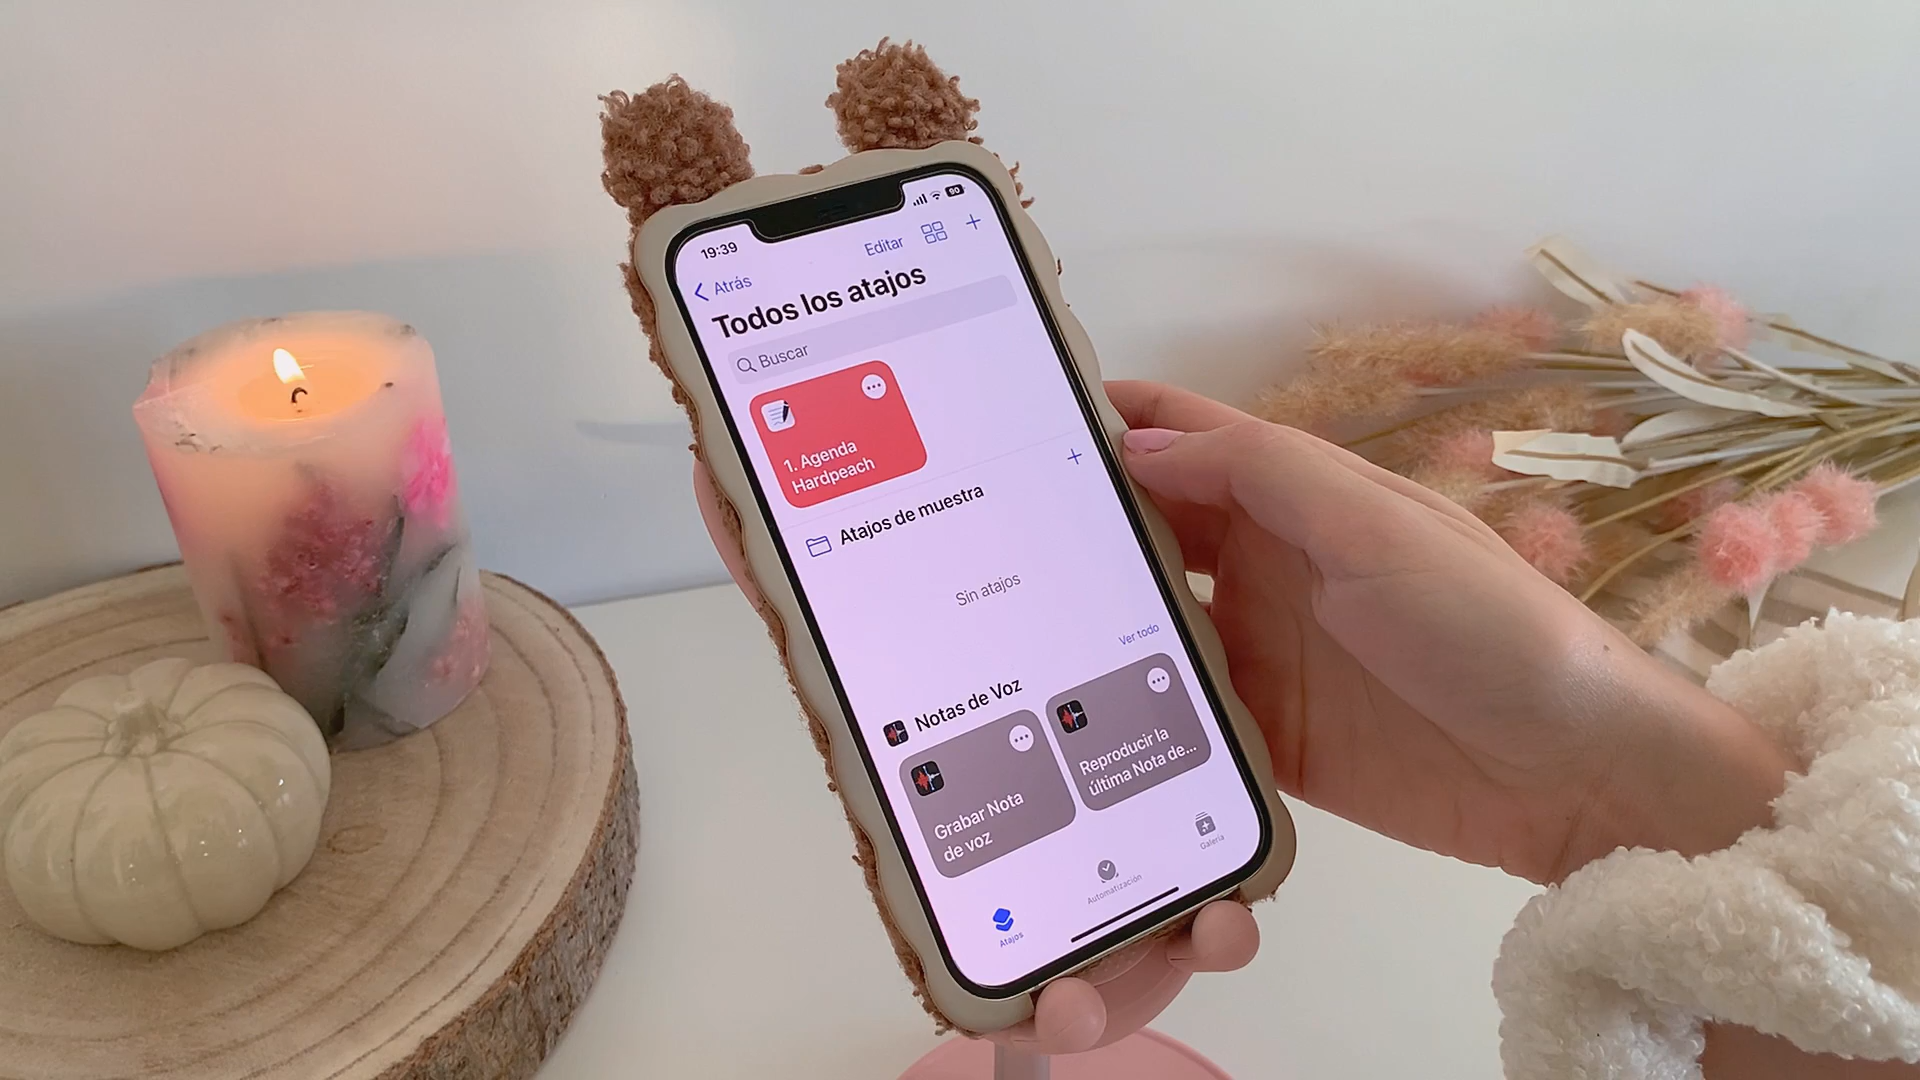 19:39
90
Atrás
Editar
Todos los atajos
Buscar
1. Agenda
Hardpeach
Atajos de muestra
Sin atajos
Ver todo
Notas de Voz
Grabar Nota
de voz
Reproducir la
última Nota de...
Atajos
Automatización
Galería